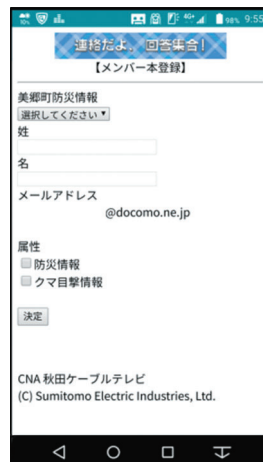 98% 9:55
連絡だよ、回答集合!
【メンバー本登録】
美郷町防災情報
選択してください
姓
名
メールアドレス
@docomo.ne.jp
属性
防災情報
クマ目撃情報
決定
CNA 秋田ケーブルテレビ
(C) Sumitomo Electric Industries, Ltd.